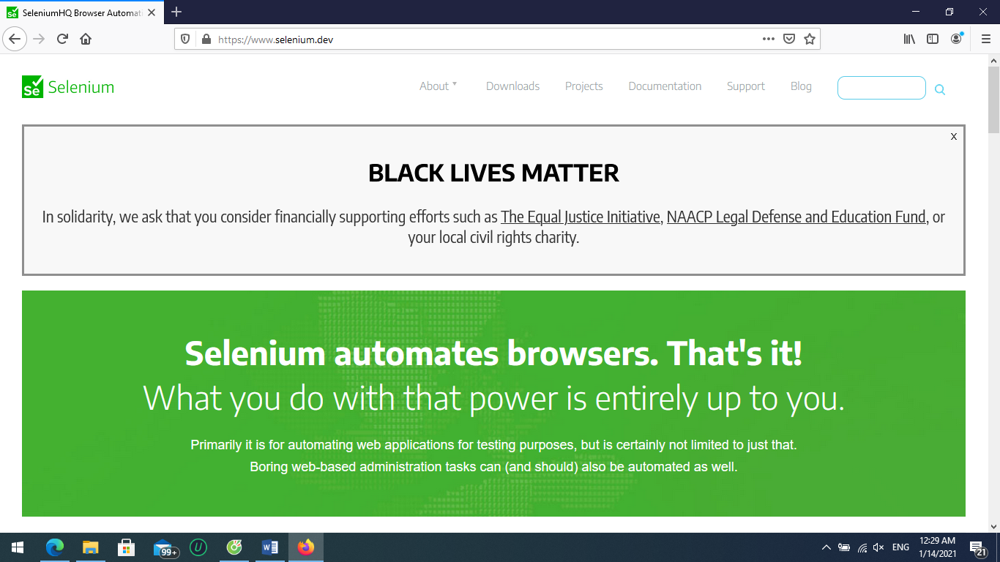 SeleniumHQ Browser Automati
https://www.selenium.dev
Se Selenium
About Downloads Projects Documentation Support Blog
X
BLACK LIVES MATTER
In solidarity, we ask that you consider financially supporting efforts such as The Equal Justice Initiative, NAACP Legal Defense and Education Fund, or
your local civil rights charity.
Selenium automates browsers. That's it!
What you do with that power is entirely up to you.
Primarily it is for automating web applications for testing purposes, but is certainly not limited to just that.
Boring web-based administration tasks can (and should) also be automated as well.
99+
ENG
12:29 AM
1/14/2021
21